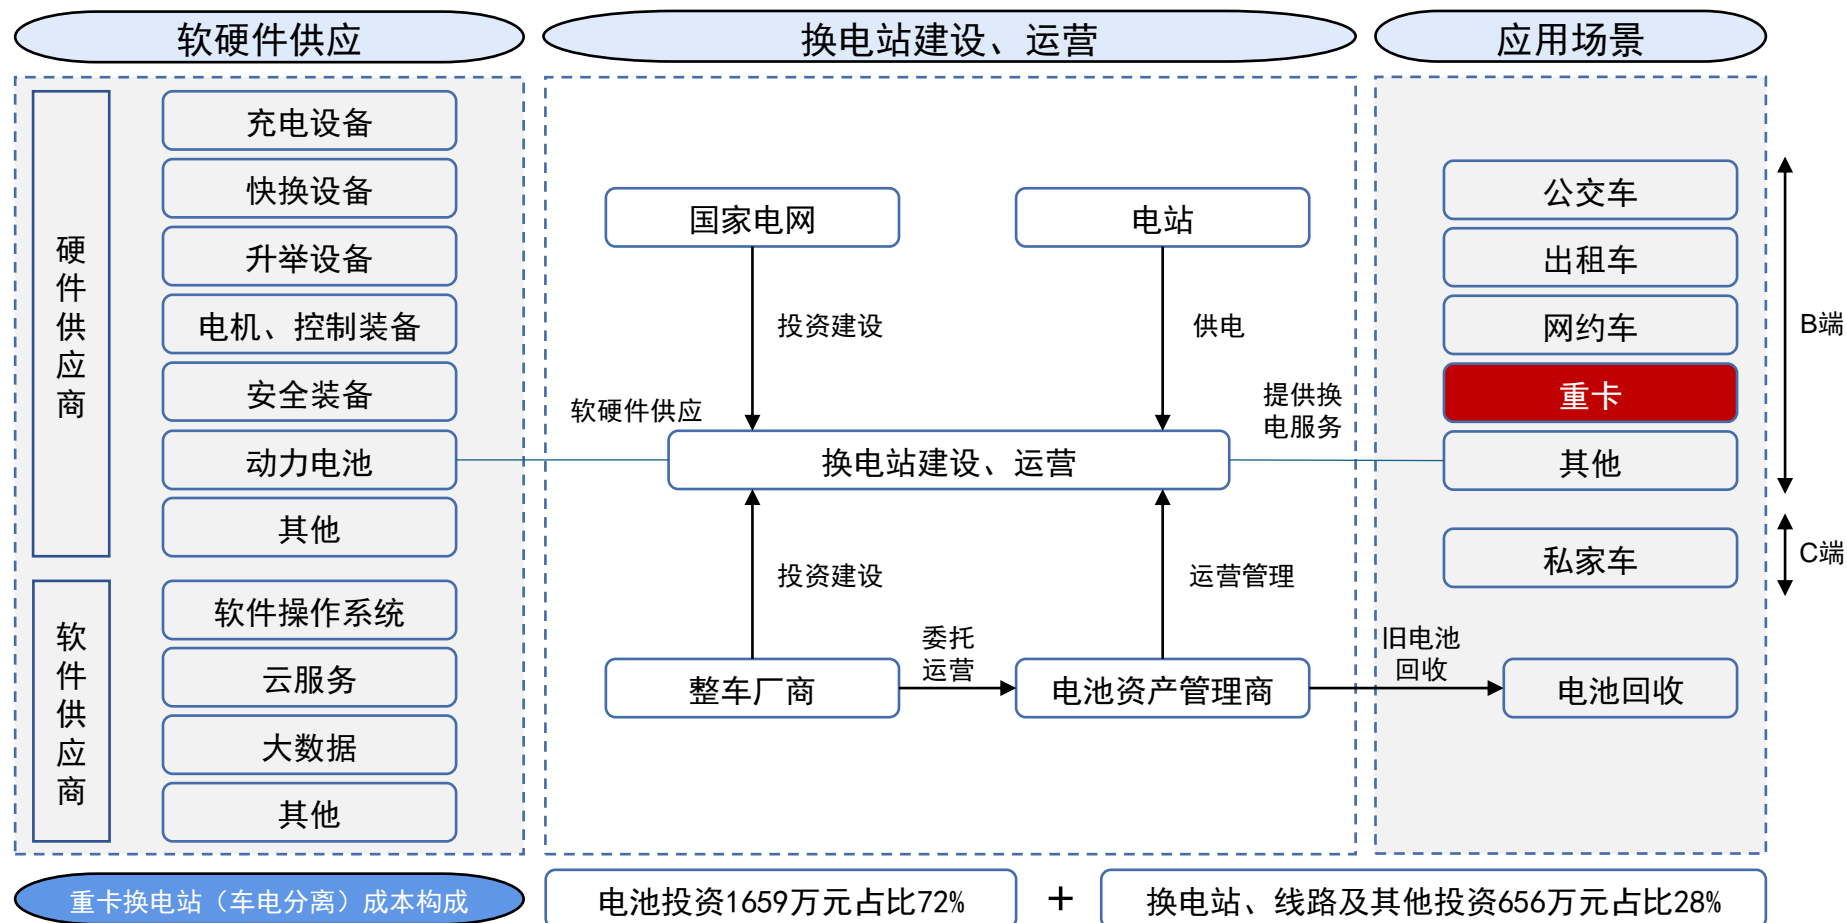 软硬件供应
换电站建设、运营
应用场景
硬件供应商
充电设备
快换设备
升举设备
电机、控制装备
安全装备
动力电池
其他
软件供应商
软件操作系统
云服务
大数据
其他
国家电网
电站
投资建设
供电
软硬件供应
提供换
电服务
换电站建设、运营
投资建设
运营管理
委托
运营
整车厂商
电池资产管理商
旧电池
回收
公交车
出租车
网约车
重卡
其他
B端
私家车
C端
电池回收
重卡换电站（车电分离）成本构成
电池投资1659万元占比72%
+
换电站、线路及其他投资656万元占比28%